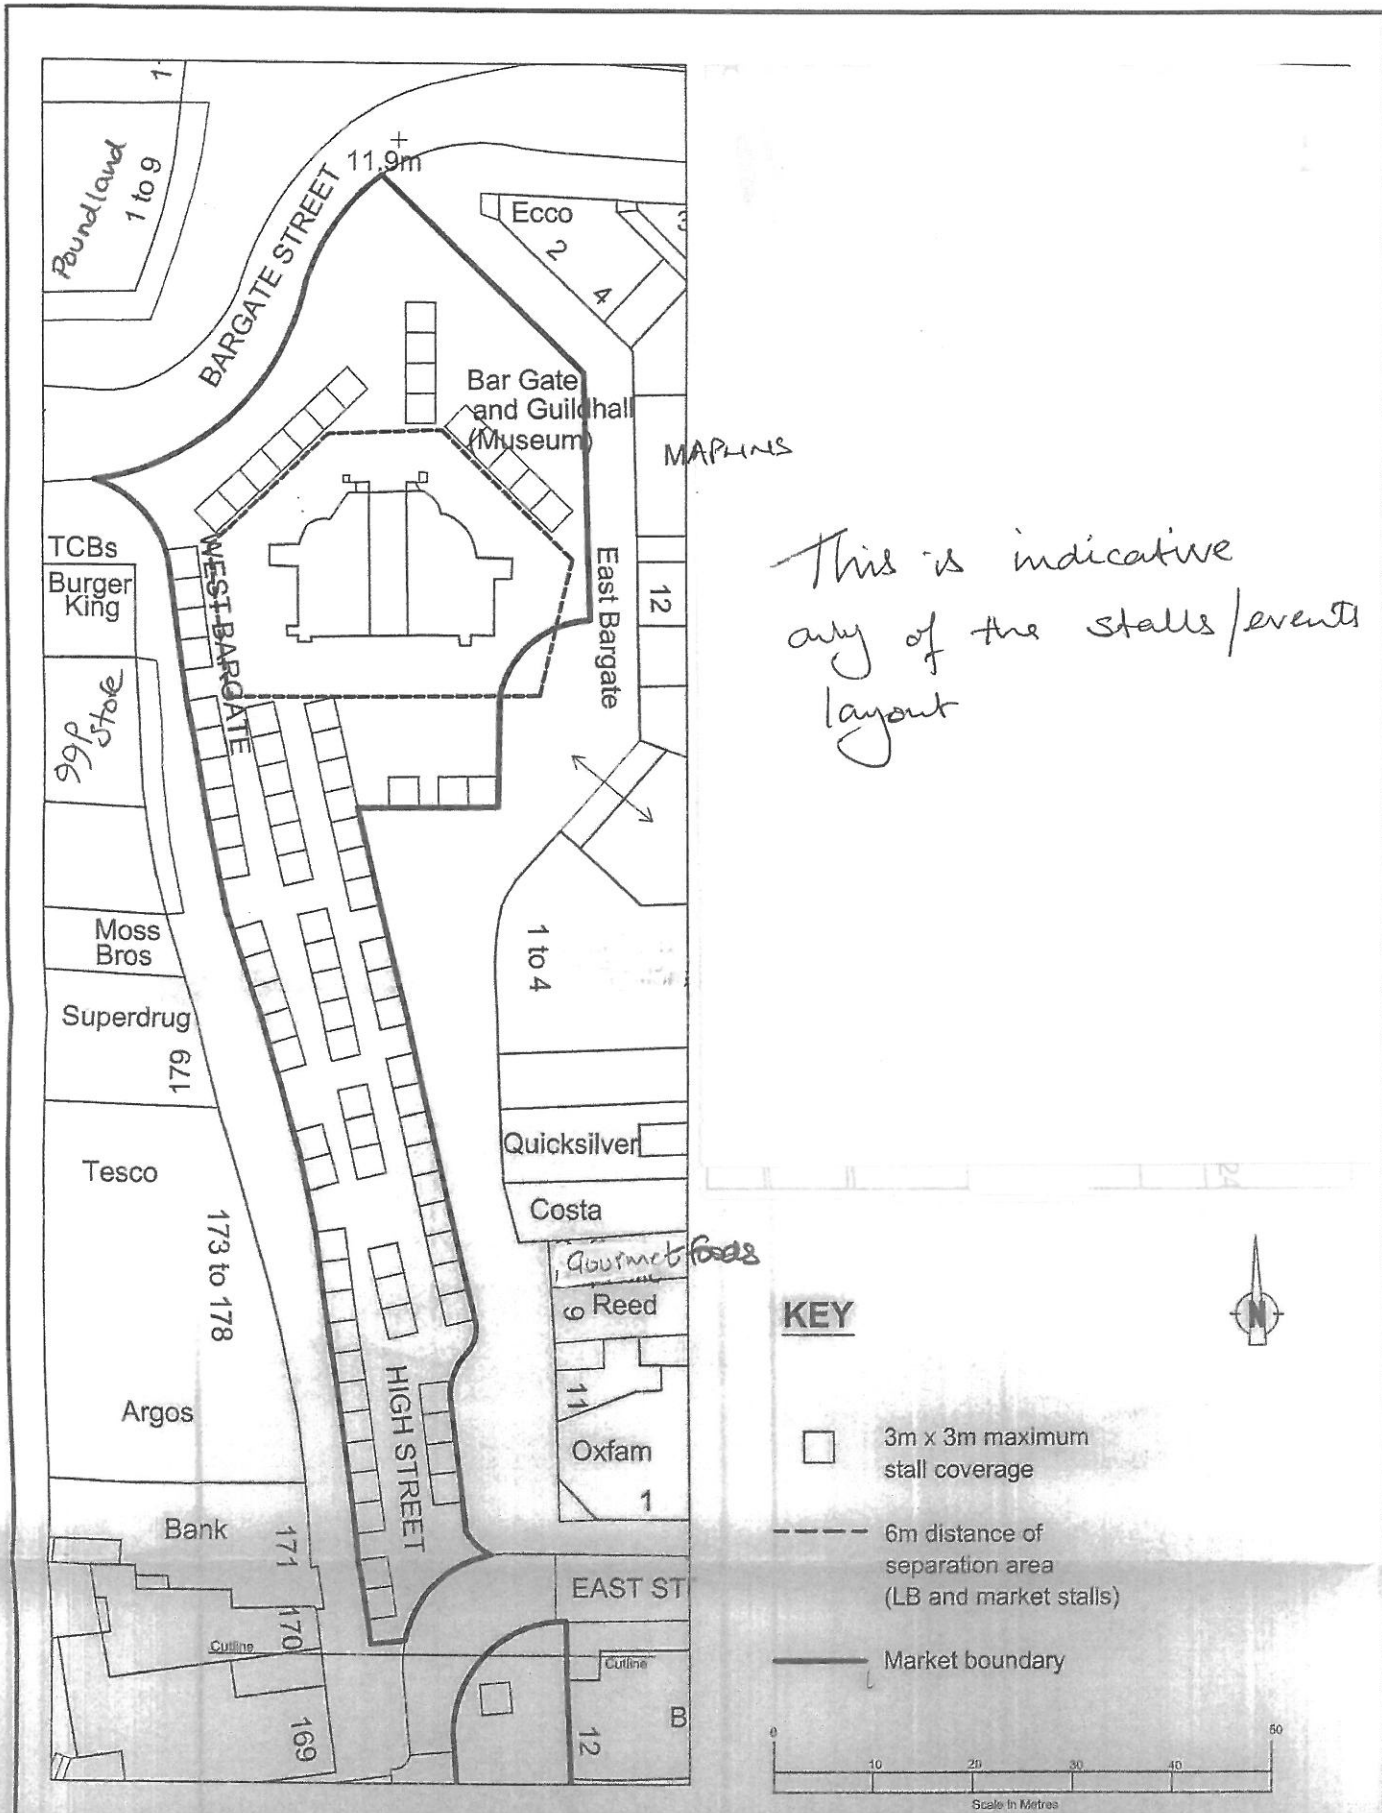 1
Poundland
1 to 9
BARGATE STREET
11.9m
Ecco
2
3
4
Bar Gate
and Guildhall
(Museum)
MAPLINS
TCBs
Burger
King
WEST BARGATE
East Bargate
12
This is indicative
only of the stalls/events
layout
99p
Store
Moss
Bros
1 to 4
Superdrug
179
Quicksilver
Tesco
Costa
173 to 178
Gourmet foods
9
Reed
KEY
N
11
HIGH STREET
Argos
Oxfam
1
3m x 3m maximum
stall coverage
Bank
171
6m distance of
separation area
(LB and market stalls)
EAST ST
170
Cutline
Cutline
Market boundary
169
12
B
0
10
20
30
40
50
Scale in Metres